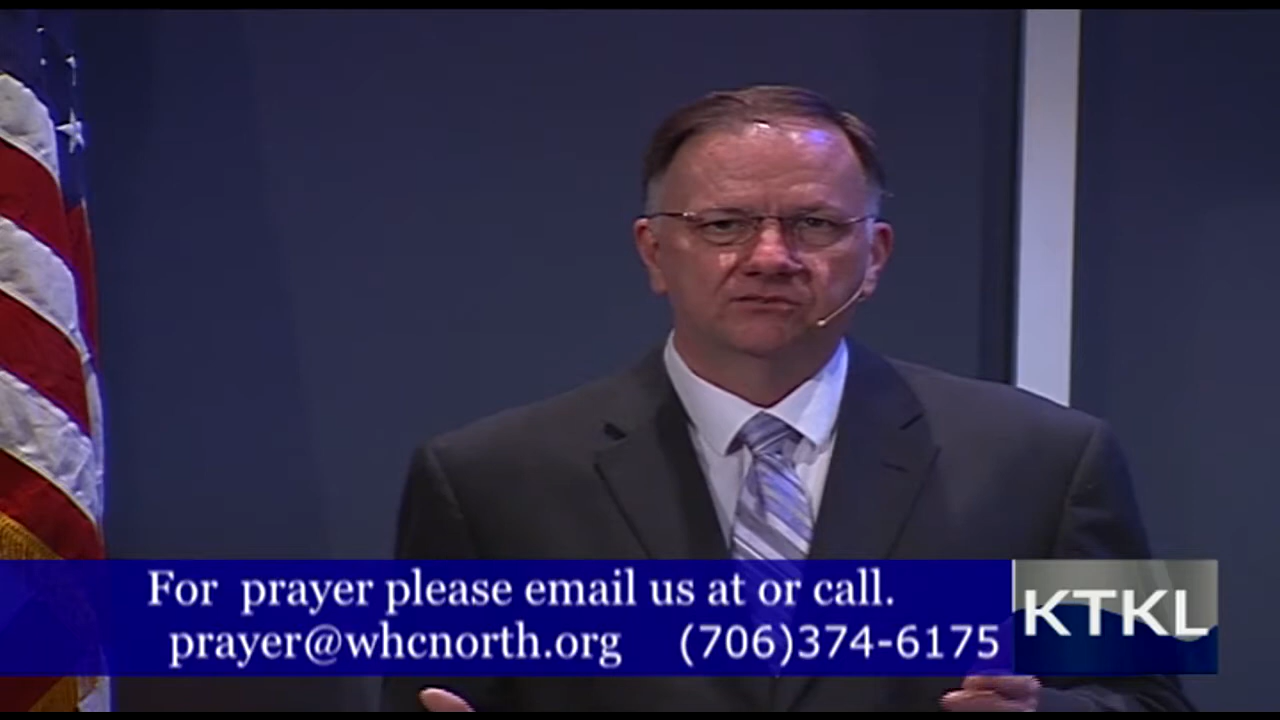 For prayer please email us at or call.
prayer@whcnorth.org (706)374-6175
KTKL